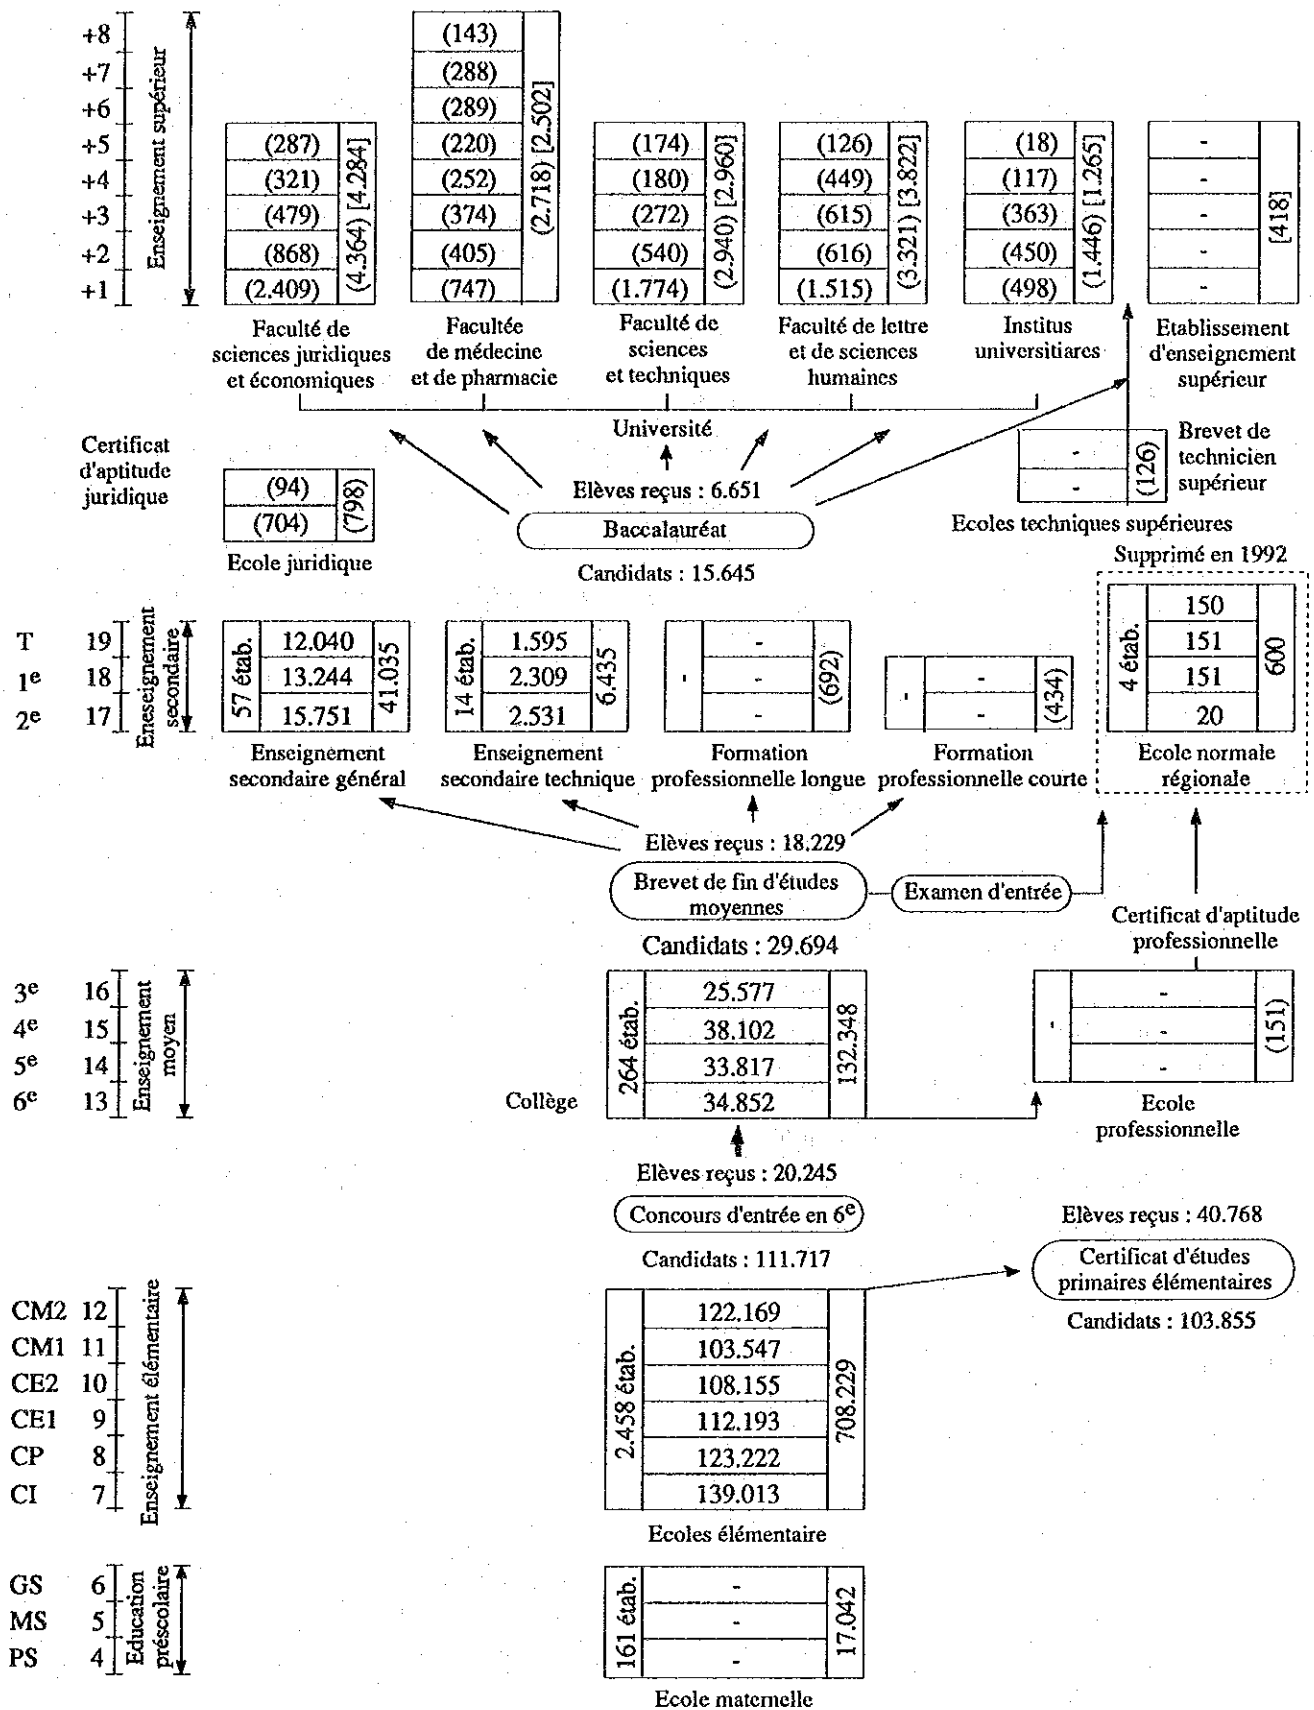 +8
+7
+6
+5
+4
+3
+2
+1
Enseignement supérieur
(287)
(321)
(479)
(868)
(2.409)
(4.364) [4.284]
Faculté de
sciences juridiques
et économiques
(143)
(288)
(289)
(220)
(252)
(374)
(405)
(747)
(2.718) [2.502]
Facultée
de médecine
et de pharmacie
(174)
(180)
(272)
(540)
(1.774)
(2.940) [2.960]
Faculté de
sciences
et techniques
(126)
(449)
(615)
(616)
(1.515)
(3.321) [3.822]
Faculté de lettre
et de sciences
humaines
(18)
(117)
(363)
(450)
(498)
(1.446) [1.265]
Institus
universitiares
-
-
-
-
-
[418]
Etablissement
d'enseignement
supérieur
Université
Certificat
d'aptitude
juridique
(94)
(704)
(798)
Ecole juridique
Elèves reçus : 6.651
Baccalauréat
Candidats : 15.645
-
-
(126)
Brevet de
technicien
supérieur
Ecoles techniques supérieures
Supprimé en 1992
T 19
1e 18
2e 17
Eneseignement
secondaire
57 étab.
12.040
13.244
15.751
41.035
Enseignement
secondaire général
14 étab.
1.595
2.309
2.531
6.435
Enseignement
secondaire technique
-
-
-
-
(692)
Formation
professionnelle longue
-
-
-
(434)
Formation
professionnelle courte
4 étab.
150
151
151
20
600
Ecole normale
régionale
Elèves reçus : 18.229
Brevet de fin d'études
moyennes
Candidats : 29.694
Examen d'entrée
Certificat d'aptitude
professionnelle
3e 16
4e 15
5e 14
6e 13
Enseignement
moyen
Collège
264 étab.
25.577
38.102
33.817
34.852
132.348
-
-
-
-
(151)
Ecole
professionnelle
Elèves reçus : 20.245
Concours d'entrée en 6e
Candidats : 111.717
Elèves reçus : 40.768
Certificat d'études
primaires élémentaires
Candidats : 103.855
CM2 12
CM1 11
CE2 10
CE1 9
CP 8
CI 7
Enseignement élémentaire
2.458 étab.
122.169
103.547
108.155
112.193
123.222
139.013
708.229
Ecoles élémentaire
GS 6
MS 5
PS 4
Education
préscolaire
161 étab.
-
-
-
17.042
Ecole maternelle